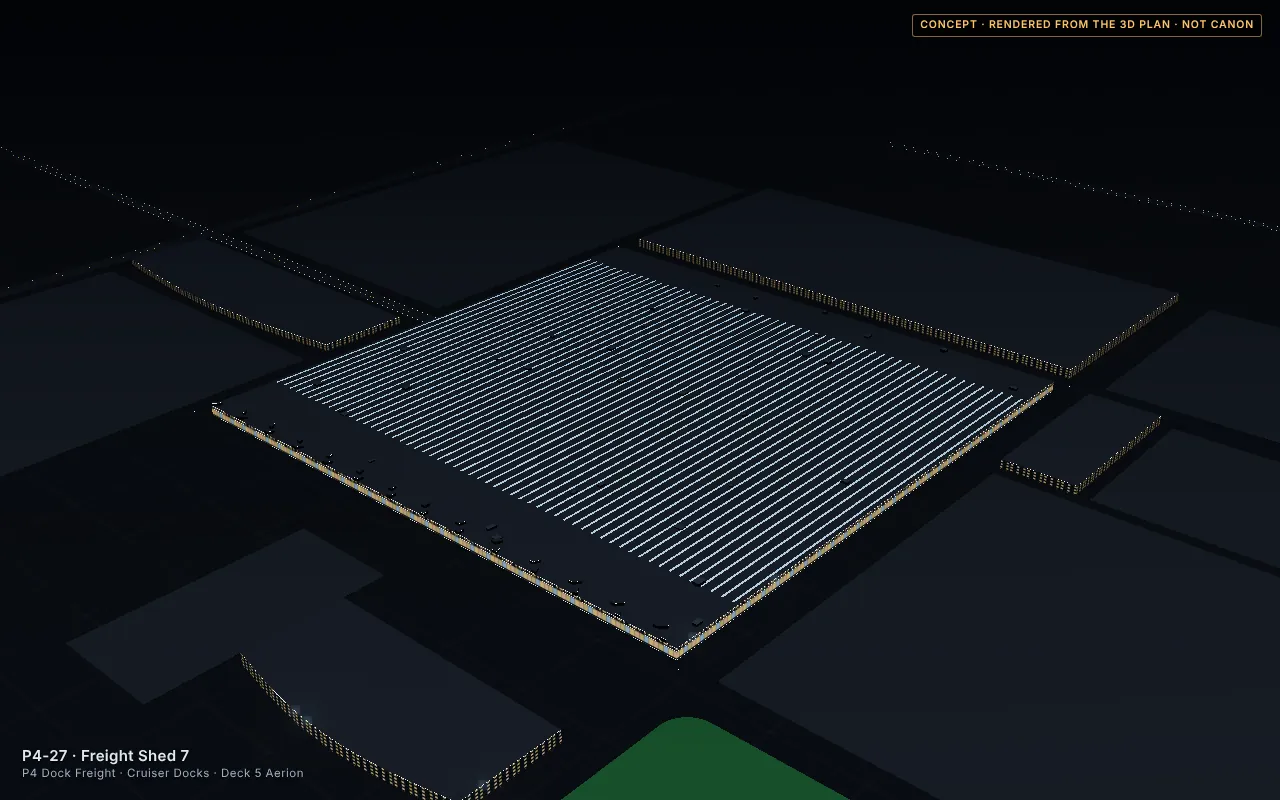 CONCEPT · RENDERED FROM THE 3D PLAN · NOT CANON
P4-27 · Freight Shed 7
P4 Dock Freight · Cruiser Docks · Deck 5 Aerion